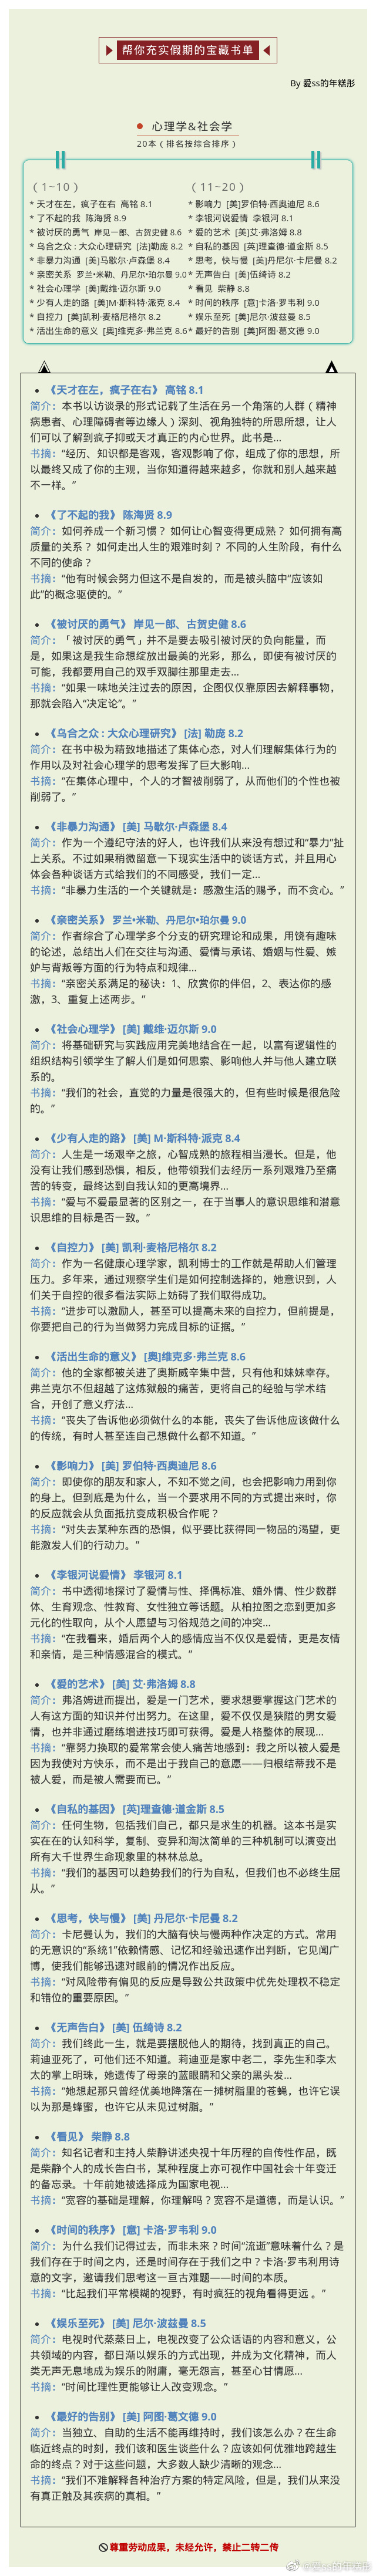 帮你充实假期的宝藏书单
By 爱ss的年糕彤
心理学&社会学
20本（排名按综合排序）
（1~10）
* 天才在左，疯子在右 高铭 8.1
* 了不起的我 陈海贤 8.9
* 被讨厌的勇气 岸见一郎、古贺史健 8.6
* 乌合之众：大众心理研究 [法]勒庞 8.2
* 非暴力沟通 [美]马歇尔·卢森堡 8.4
* 亲密关系 罗兰•米勒、丹尼尔•珀尔曼 9.0
* 社会心理学 [美]戴维·迈尔斯 9.0
* 少有人走的路 [美]M·斯科特·派克 8.4
* 自控力 [美]凯利·麦格尼格尔 8.2
* 活出生命的意义 [奥]维克多·弗兰克 8.6
（11~20）
* 影响力 [美]罗伯特·西奥迪尼 8.6
* 李银河说爱情 李银河 8.1
* 爱的艺术 [美]艾·弗洛姆 8.8
* 自私的基因 [英]理查德·道金斯 8.5
* 思考，快与慢 [美]丹尼尔·卡尼曼 8.2
* 无声告白 [美]伍绮诗 8.2
* 看见 柴静 8.8
* 时间的秩序 [意]卡洛·罗韦利 9.0
* 娱乐至死 [美]尼尔·波兹曼 8.5
* 最好的告别 [美]阿图·葛文德 9.0
• 《天才在左，疯子在右》 高铭 8.1
简介：本书以访谈录的形式记载了生活在另一个角落的人群（精神
病患者、心理障碍者等边缘人）深刻、视角独特的所思所想，让人
们可以了解到疯子抑或天才真正的内心世界。此书是...
书摘：“经历、知识都是客观，客观影响了你，组成了你的思想，所
以最终又成了你的主观，当你知道得越来越多，你就和别人越来越
不一样。”
• 《了不起的我》 陈海贤 8.9
简介：如何养成一个新习惯？ 如何让心智变得更成熟？ 如何拥有高
质量的关系？ 如何走出人生的艰难时刻？ 不同的人生阶段，有什么
不同的使命？
书摘：“他有时候会努力但这不是自发的，而是被头脑中“应该如
此”的概念驱使的。”
• 《被讨厌的勇气》 岸见一郎、古贺史健 8.6
简介：「被讨厌的勇气」并不是要去吸引被讨厌的负向能量，而
是，如果这是我生命想绽放出最美的光彩，那么，即使有被讨厌的
可能，我都要用自己的双手双脚往那里走去...
书摘：“如果一味地关注过去的原因，企图仅仅靠原因去解释事物，
那就会陷入“决定论”。”
• 《乌合之众：大众心理研究》 [法] 勒庞 8.2
简介：在书中极为精致地描述了集体心态，对人们理解集体行为的
作用以及对社会心理学的思考发挥了巨大影响...
书摘：“在集体心理中，个人的才智被削弱了，从而他们的个性也被
削弱了。”
• 《非暴力沟通》 [美] 马歇尔·卢森堡 8.4
简介：作为一个遵纪守法的好人，也许我们从来没有想过和“暴力”扯
上关系。不过如果稍微留意一下现实生活中的谈话方式，并且用心
体会各种谈话方式给我们的不同感受，我们一定...
书摘：“非暴力生活的一个关键就是：感激生活的赐予，而不贪心。”
• 《亲密关系》 罗兰•米勒、丹尼尔•珀尔曼 9.0
简介：作者综合了心理学多个分支的研究理论和成果，用饶有趣味
的论述，总结出人们在交往与沟通、爱情与承诺、婚姻与性爱、嫉
妒与背叛等方面的行为特点和规律...
书摘：“亲密关系满足的秘诀：1、欣赏你的伴侣，2、表达你的感
激，3、重复上述两步。”
• 《社会心理学》 [美] 戴维·迈尔斯 9.0
简介：将基础研究与实践应用完美地结合在一起，以富有逻辑性的
组织结构引领学生了解人们是如何思索、影响他人并与他人建立联
系的。
书摘：“我们的社会，直觉的力量是很强大的，但有些时候是很危险
的。”
• 《少有人走的路》 [美] M·斯科特·派克 8.4
简介：人生是一场艰辛之旅，心智成熟的旅程相当漫长。但是，他
没有让我们感到恐惧，相反，他带领我们去经历一系列艰难乃至痛
苦的转变，最终达到自我认知的更高境界...
书摘：“爱与不爱最显著的区别之一，在于当事人的意识思维和潜意
识思维的目标是否一致。”
• 《自控力》 [美] 凯利·麦格尼格尔 8.2
简介：作为一名健康心理学家，凯利博士的工作就是帮助人们管理
压力。多年来，通过观察学生们是如何控制选择的，她意识到，人
们关于自控的很多看法实际上妨碍了我们取得成功。
书摘：“进步可以激励人，甚至可以提高未来的自控力，但前提是，
你要把自己的行为当做努力完成目标的证据。”
• 《活出生命的意义》 [奥]维克多·弗兰克 8.6
简介：他的全家都被关进了奥斯威辛集中营，只有他和妹妹幸存。
弗兰克尔不但超越了这炼狱般的痛苦，更将自己的经验与学术结
合，开创了意义疗法...
书摘：“丧失了告诉他必须做什么的本能，丧失了告诉他应该做什么
的传统，有时人甚至连自己想做什么都不知道。”
• 《影响力》 [美] 罗伯特·西奥迪尼 8.6
简介：即使你的朋友和家人，不知不觉之间，也会把影响力用到你
的身上。但到底是为什么，当一个要求用不同的方式提出来时，你
的反应就会从负面抵抗变成积极合作呢？
书摘：“对失去某种东西的恐惧，似乎要比获得同一物品的渴望，更
能激发人们的行动力。”
• 《李银河说爱情》 李银河 8.1
简介：书中透彻地探讨了爱情与性、择偶标准、婚外情、性少数群
体、生育观念、性教育、女性独立等话题。从柏拉图之恋到更加多
元化的性取向，从个人愿望与习俗规范之间的冲突...
书摘：“在我看来，婚后两个人的感情应当不仅仅是爱情，更是友情
和亲情，是三种情感混合的模式。”
• 《爱的艺术》 [美] 艾·弗洛姆 8.8
简介：弗洛姆进而提出，爱是一门艺术，要求想要掌握这门艺术的
人有这方面的知识并付出努力。在这里，爱不仅仅是狭隘的男女爱
情，也并非通过磨练增进技巧即可获得。爱是人格整体的展现...
书摘：“靠努力换取的爱常常会使人痛苦地感到：我之所以被人爱是
因为我使对方快乐，而不是出于我自己的意愿——归根结蒂我不是
被人爱，而是被人需要而已。”
• 《自私的基因》 [英]理查德·道金斯 8.5
简介：任何生物，包括我们自己，都只是求生的机器。这本书是实
实在在的认知科学，复制、变异和淘汰简单的三种机制可以演变出
所有大千世界生命现象里的林林总总。
书摘：“我们的基因可以趋势我们的行为自私，但我们也不必终生屈
从。”
• 《思考，快与慢》 [美] 丹尼尔·卡尼曼 8.2
简介：卡尼曼认为，我们的大脑有快与慢两种作决定的方式。常用
的无意识的“系统1”依赖情感、记忆和经验迅速作出判断，它见闻广
博，使我们能够迅速对眼前的情况作出反应。
书摘：“对风险带有偏见的反应是导致公共政策中优先处理权不稳定
和错位的重要原因。”
• 《无声告白》 [美] 伍绮诗 8.2
简介：我们终此一生，就是要摆脱他人的期待，找到真正的自己。
莉迪亚死了，可他们还不知道。莉迪亚是家中老二，李先生和李太
太的掌上明珠，她遗传了母亲的蓝眼睛和父亲的黑头发...
书摘：“她想起那只曾经优美地降落在一摊树脂里的苍蝇，也许它误
以为那是蜂蜜，也许它从未见过树脂。”
• 《看见》 柴静 8.8
简介：知名记者和主持人柴静讲述央视十年历程的自传性作品，既
是柴静个人的成长告白书，某种程度上亦可视作中国社会十年变迁
的备忘录。十年前她被选择成为国家电视...
书摘：“宽容的基础是理解，你理解吗？宽容不是道德，而是认识。”
• 《时间的秩序》 [意] 卡洛·罗韦利 9.0
简介：为什么我们记得过去，而非未来？时间“流逝”意味着什么？是
我们存在于时间之内，还是时间存在于我们之中？卡洛·罗韦利用诗
意的文字，邀请我们思考这一亘古难题——时间的本质。
书摘：“比起我们平常模糊的视野，有时疯狂的视角看得更远 。”
• 《娱乐至死》 [美] 尼尔·波兹曼 8.5
简介：电视时代蒸蒸日上，电视改变了公众话语的内容和意义，公
共领域的内容，都日渐以娱乐的方式出现，并成为文化精神，而人
类无声无息地成为娱乐的附庸，毫无怨言，甚至心甘情愿...
书摘：“时间比理性更能够让人改变观念。”
• 《最好的告别》 [美] 阿图·葛文德 9.0
简介：当独立、自助的生活不能再维持时，我们该怎么办？在生命
临近终点的时刻，我们该和医生谈些什么？应该如何优雅地跨越生
命的终点？对于这些问题，大多数人缺少清晰的观念...
书摘：“我们不难解释各种治疗方案的特定风险，但是，我们从来没
有真正触及其疾病的真相。”
尊重劳动成果，未经允许，禁止二转二传
@爱ss的年糕彤